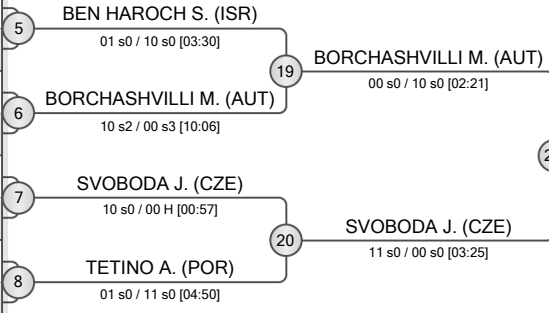 5
BEN HAROCH S. (ISR)
01 s0 / 10 s0 [03:30]
19
BORCHASHVILLI M. (AUT)
00 s0 / 10 s0 [02:21]
6
BORCHASHVILLI M. (AUT)
10 s2 / 00 s3 [10:06]
7
SVOBODA J. (CZE)
10 s0 / 00 H [00:57]
20
SVOBODA J. (CZE)
11 s0 / 00 s0 [03:25]
8
TETINO A. (POR)
01 s0 / 11 s0 [04:50]